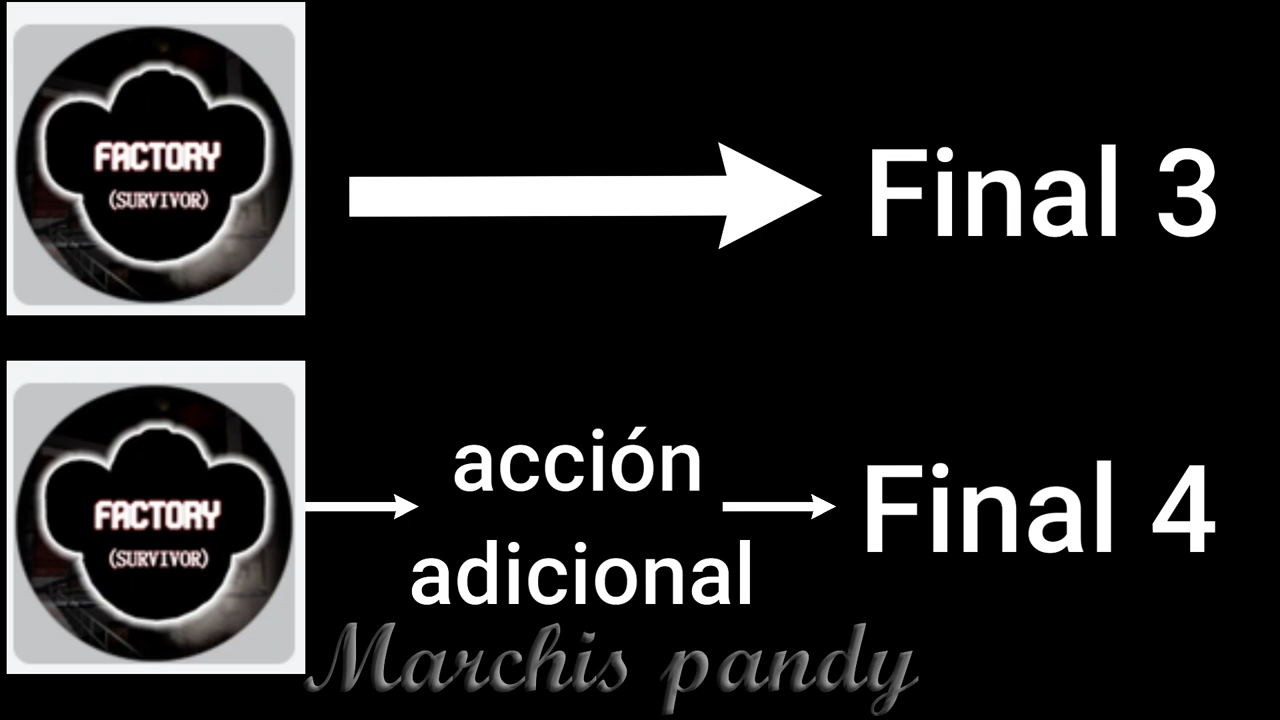 FACTORY
(SURVIVOR)
Final 3
FACTORY
(SURVIVOR)
acción
adicional
Final 4
Marchis pandy